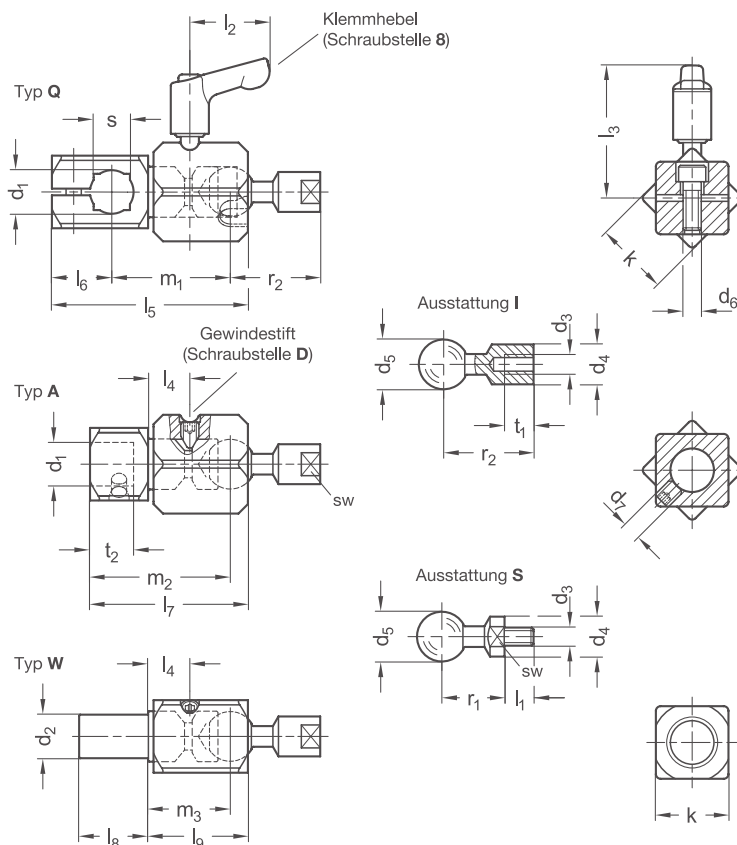 Klemmhebel
(Schraubstelle 8)
l2
Typ Q
s
d1
l3
k
d6
l6
m1
r2
l5
Ausstattung I
d3
d5
d4
t1
r2
Gewindestift
(Schraubstelle D)
l4
Typ A
d1
sw
t2
m2
l7
d7
Ausstattung S
d3
d5
d4
sw
r1
l1
Typ W
l4
d2
m3
l8
l9
k